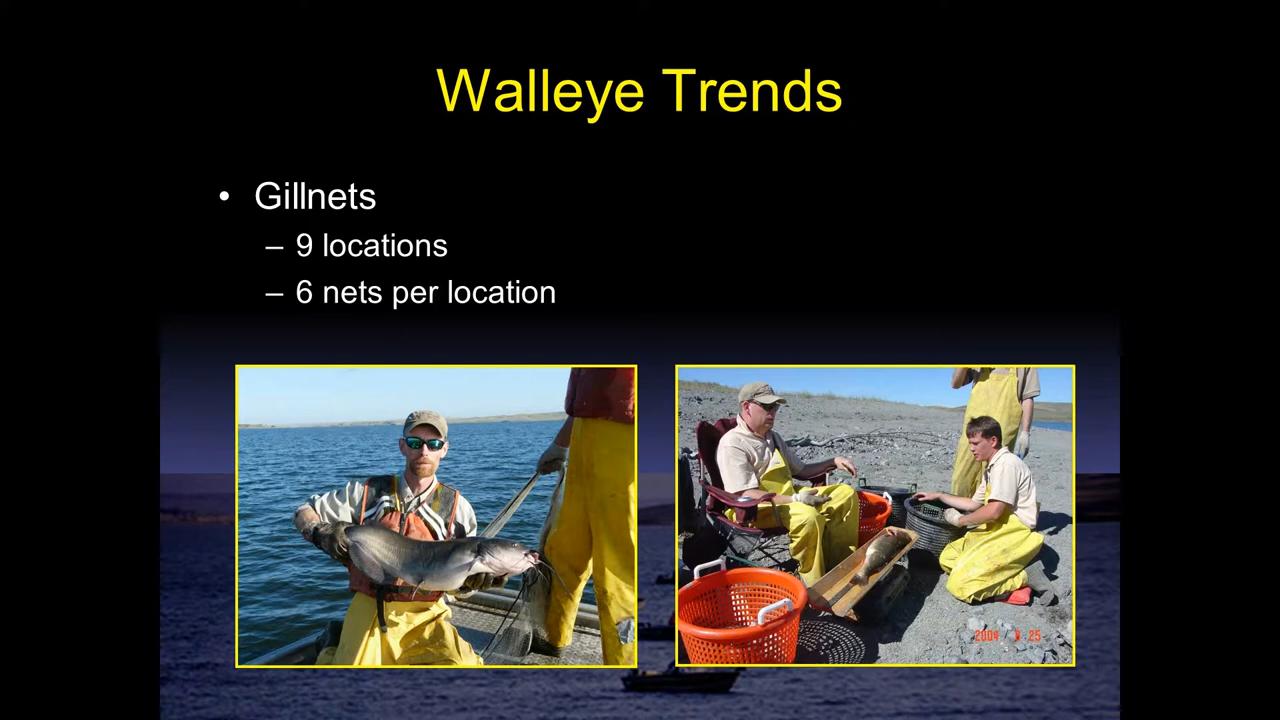 Walleye Trends
• Gillnets
– 9 locations
– 6 nets per location